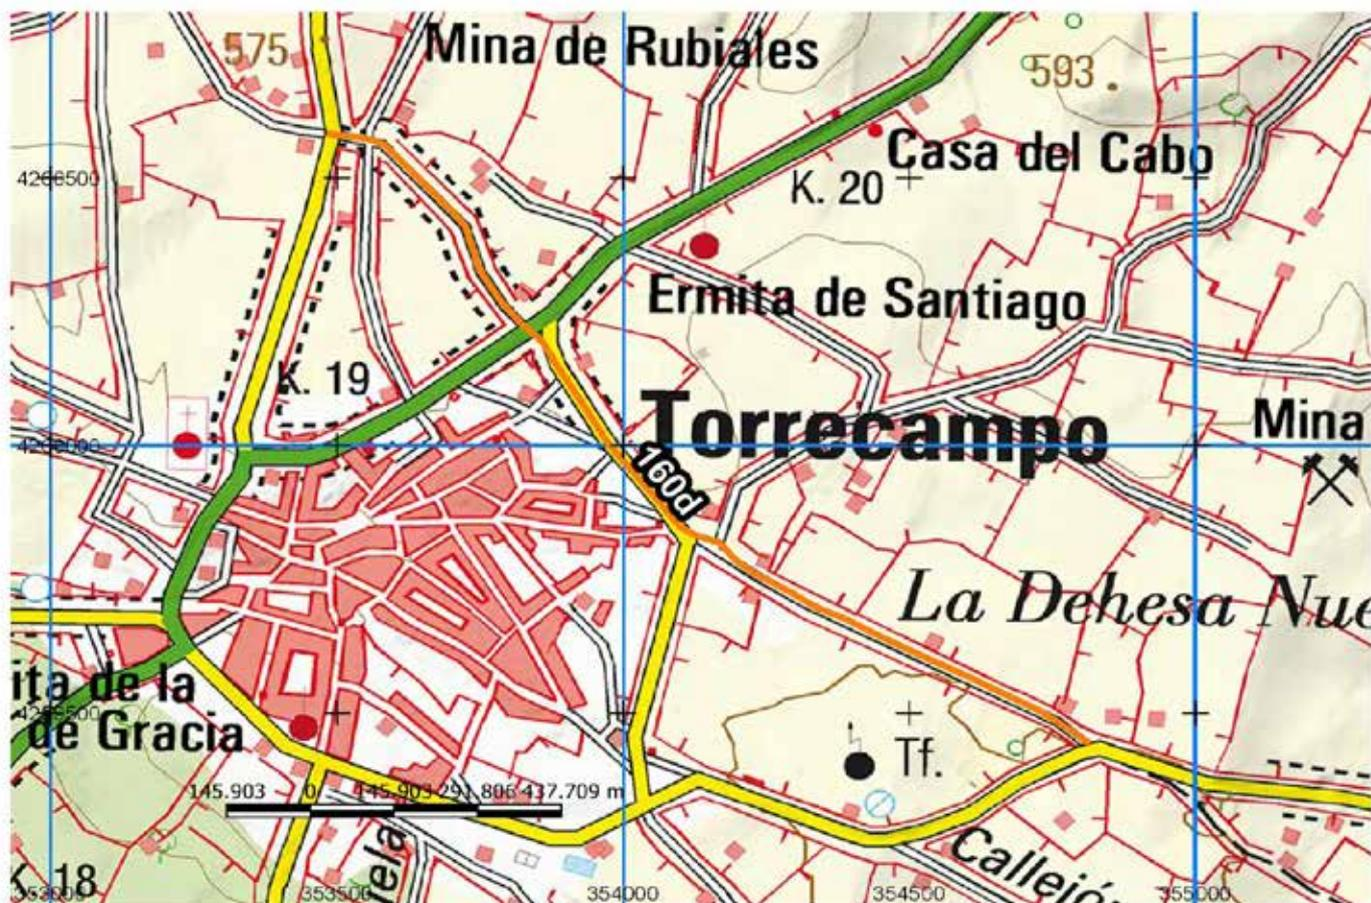 575
Mina de Rubiales
593
Casa del Cabo
K. 20
Ermita de Santiago
K. 19
Torrecampo
Mina
160d
La Dehesa Nue
ita de la
de Gracia
Tf.
145.903 0 145.903 291.806 437.709 m
Callejó
ela
K. 18
353000 353500 354000 354500 355000